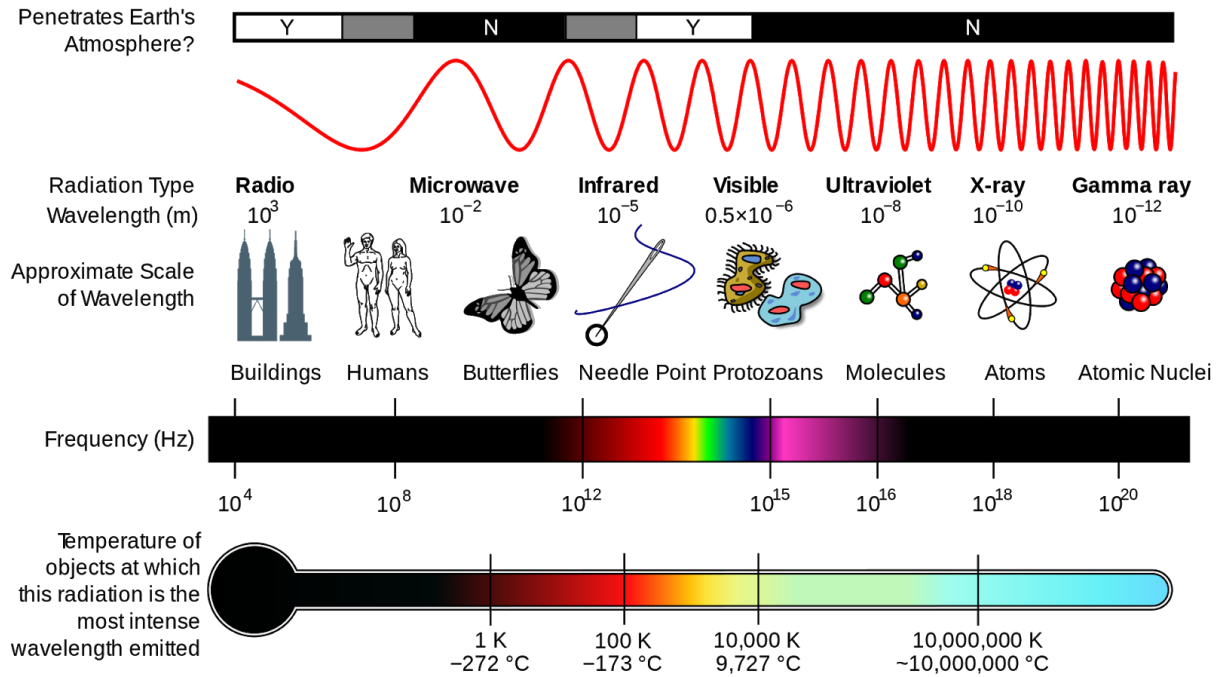 Penetrates Earth's
Atmosphere?
Y N Y N
Radiation Type
Radio Microwave Infrared Visible Ultraviolet X-ray Gamma ray
Wavelength (m)
10³ 10⁻² 10⁻⁵ 0.5×10⁻⁶ 10⁻⁸ 10⁻¹⁰ 10⁻¹²
Approximate Scale
of Wavelength
Buildings Humans Butterflies Needle Point Protozoans Molecules Atoms Atomic Nuclei
Frequency (Hz)
10⁴ 10⁸ 10¹² 10¹⁵ 10¹⁶ 10¹⁸ 10²⁰
Temperature of
objects at which
this radiation is the
most intense
wavelength emitted
1 K 100 K 10,000 K 10,000,000 K
−272 °C −173 °C 9,727 °C ~10,000,000 °C